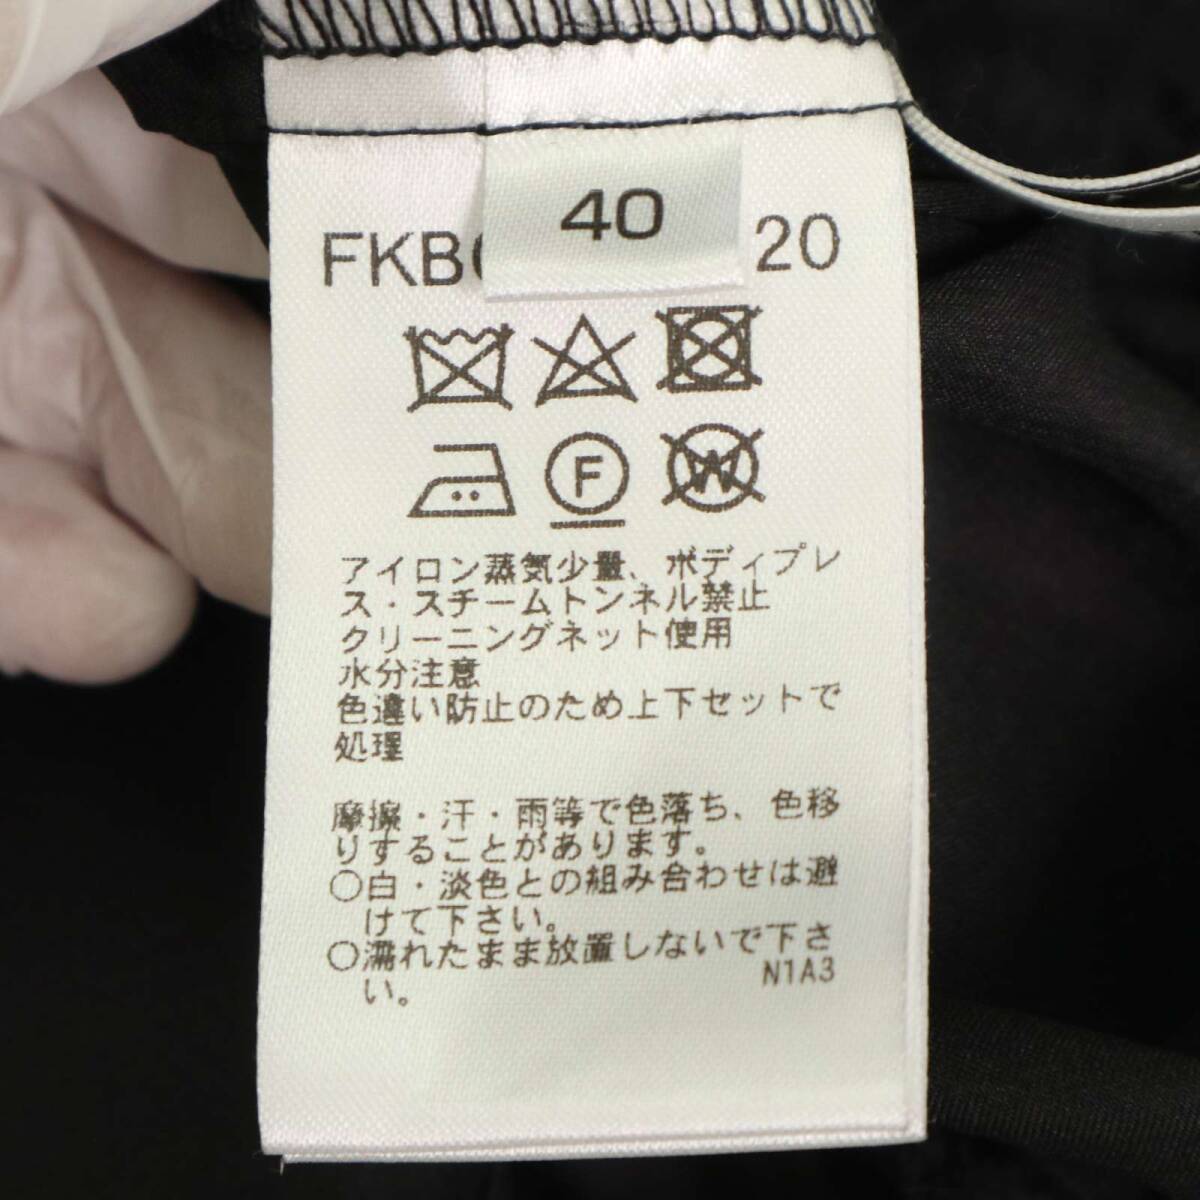 40
FKB
20
F
W
アイロン蒸気少量、ボディプレ
ス・スチームトンネル禁止
クリーニングネット使用
水分注意
色違い防止のため上下セットで
処理
摩擦・汗・雨等で色落ち、色移
りすることがあります。
○白・淡色との組み合わせは避
けて下さい。
○濡れたまま放置しないで下さ
い。
N1A3